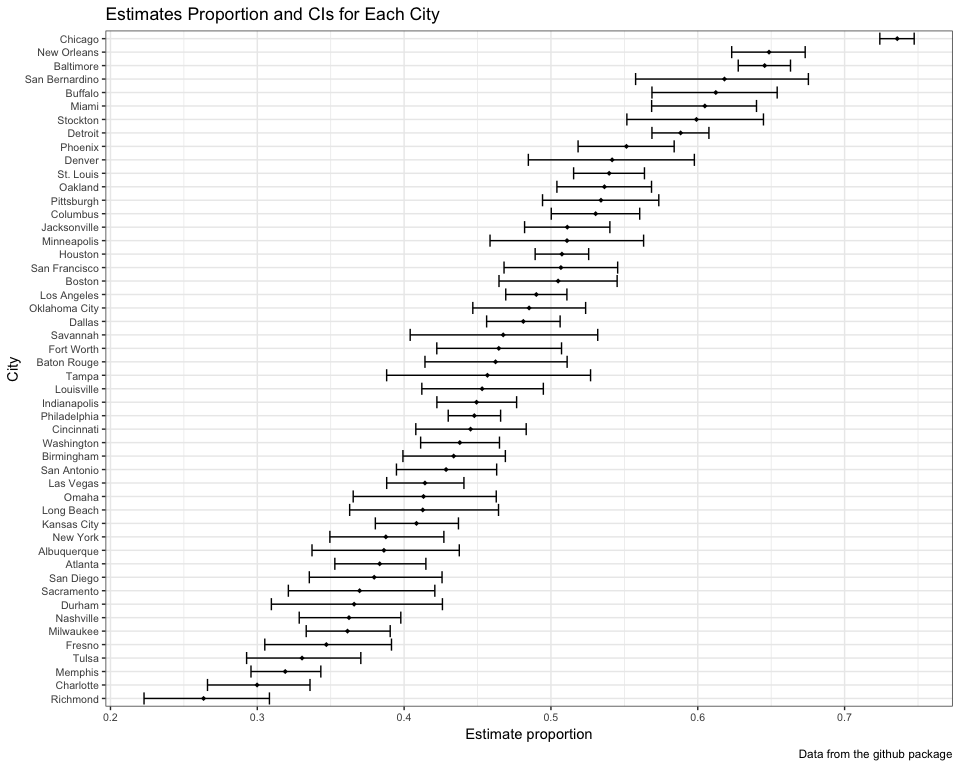 Estimates Proportion and CIs for Each City
Chicago
New Orleans
Baltimore
San Bernardino
Buffalo
Miami
Stockton
Detroit
Phoenix
Denver
St. Louis
Oakland
Pittsburgh
Columbus
Jacksonville
Minneapolis
Houston
San Francisco
Boston
Los Angeles
Oklahoma City
Dallas
Savannah
Fort Worth
Baton Rouge
Tampa
Louisville
Indianapolis
Philadelphia
Cincinnati
Washington
Birmingham
San Antonio
Las Vegas
Omaha
Long Beach
Kansas City
New York
Albuquerque
Atlanta
San Diego
Sacramento
Durham
Nashville
Milwaukee
Fresno
Tulsa
Memphis
Charlotte
Richmond
City
0.2 0.3 0.4 0.5 0.6 0.7
Estimate proportion
Data from the github package